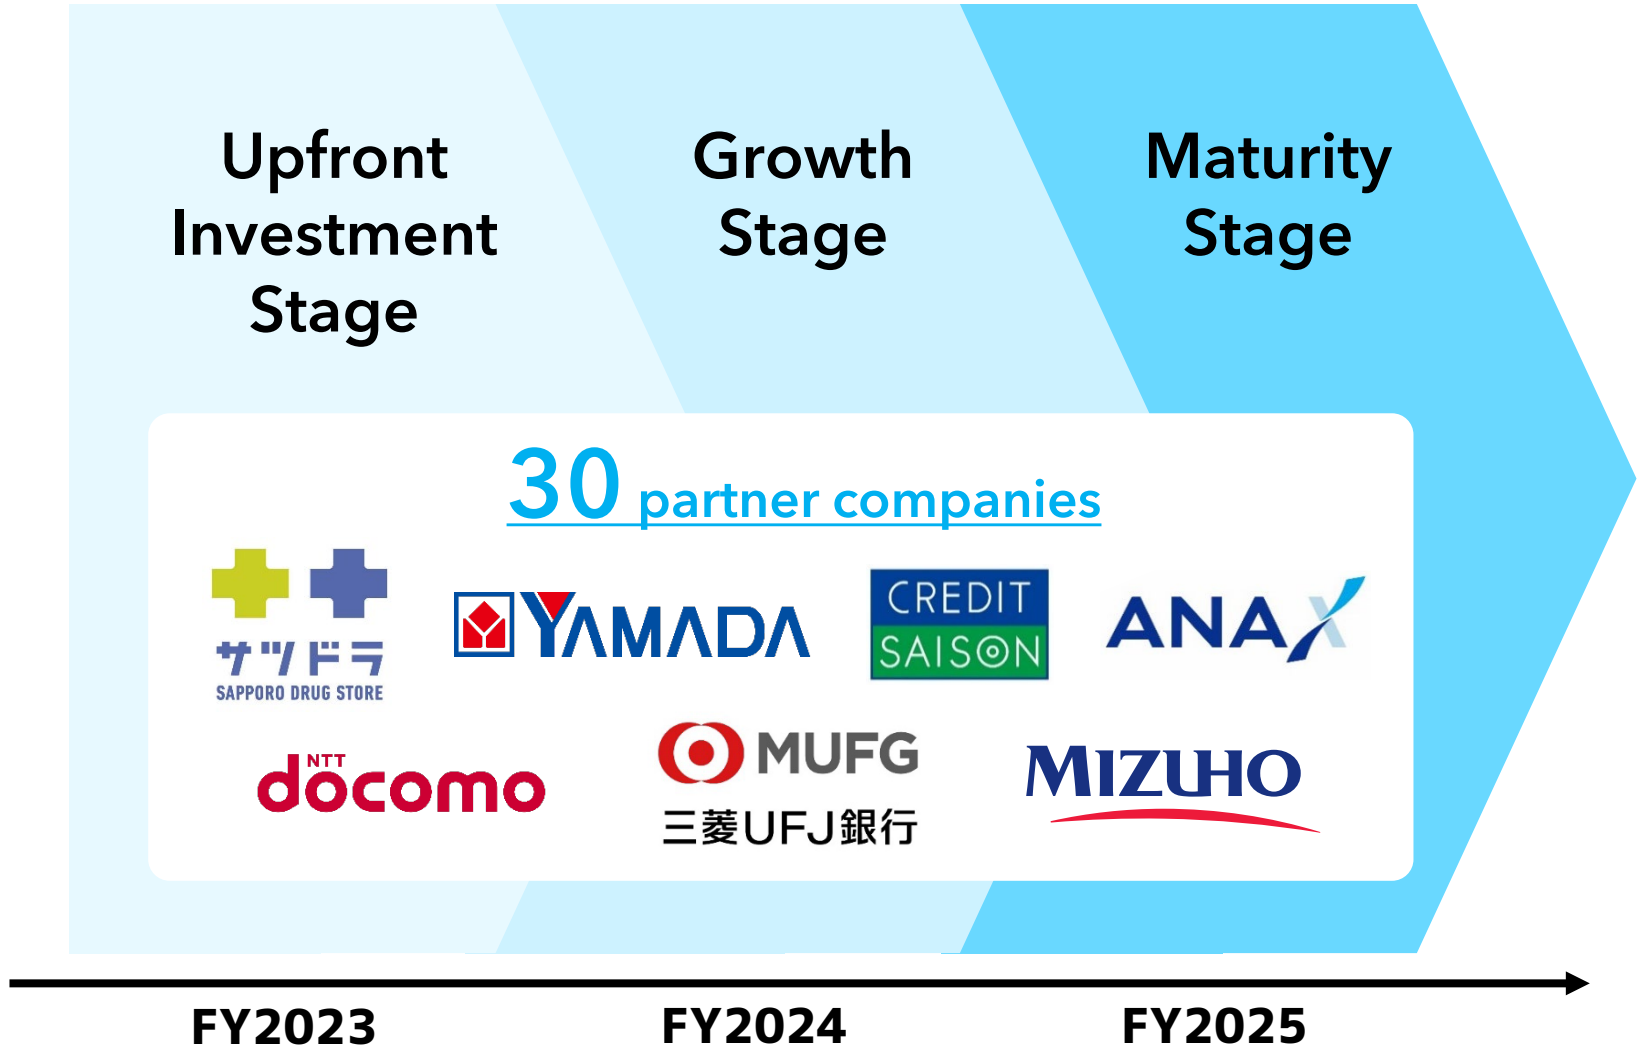 Upfront
Investment
Stage
Growth
Stage
Maturity
Stage
30 partner companies
サツドラ
SAPPORO DRUG STORE
YAMADA
CREDIT
SAISON
ANA X
NTT
docomo
MUFG
三菱UFJ銀行
MIZUHO
FY2023
FY2024
FY2025